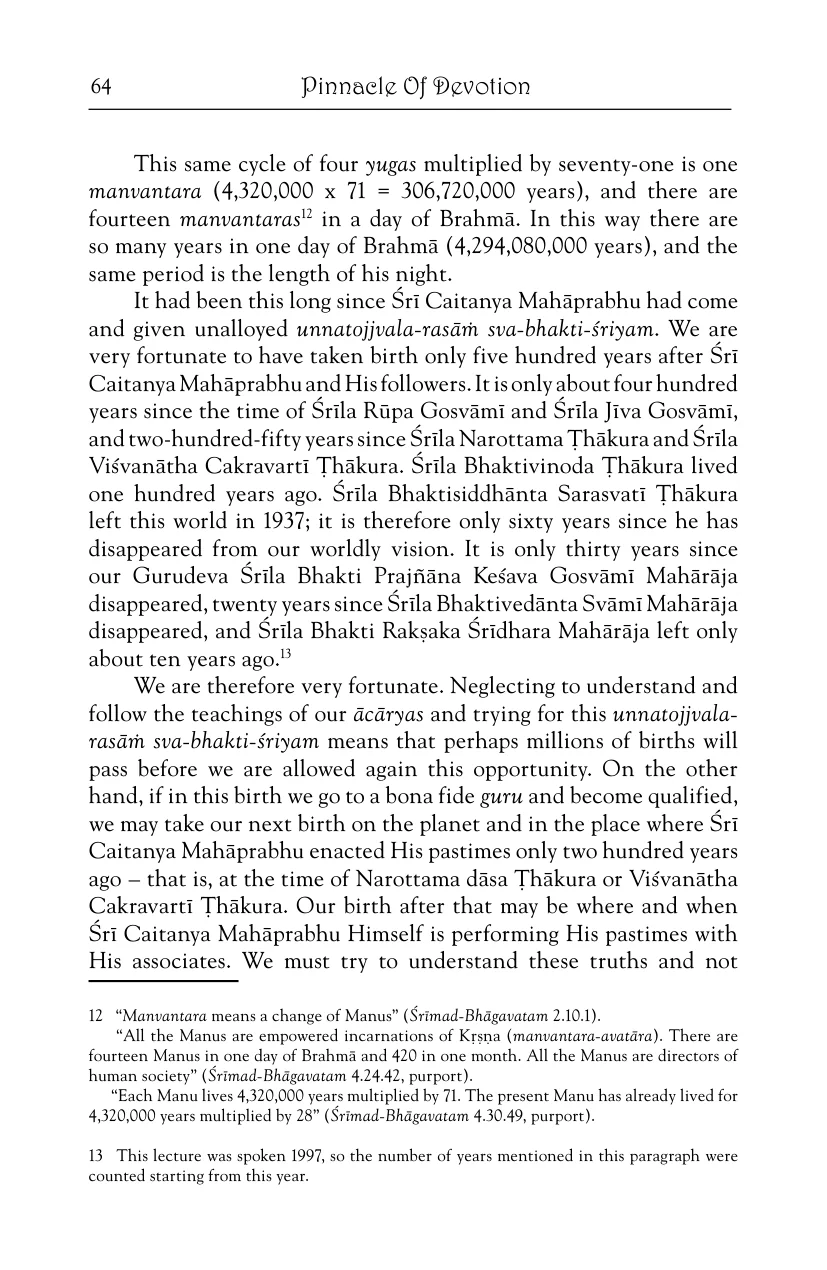 64 Pinnacle Of Devotion
This same cycle of four yugas multiplied by seventy-one is one
manvantara (4,320,000 x 71 = 306,720,000 years), and there are
fourteen manvantaras12 in a day of Brahmā. In this way there are
so many years in one day of Brahmā (4,294,080,000 years), and the
same period is the length of his night.
It had been this long since Śrī Caitanya Mahāprabhu had come
and given unalloyed unnatojjvala-rasāṁ sva-bhakti-śriyam. We are
very fortunate to have taken birth only five hundred years after Śrī
Caitanya Mahāprabhu and His followers. It is only about four hundred
years since the time of Śrīla Rūpa Gosvāmī and Śrīla Jīva Gosvāmī,
and two-hundred-fifty years since Śrīla Narottama Ṭhākura and Śrīla
Viśvanātha Cakravartī Ṭhākura. Śrīla Bhaktivinoda Ṭhākura lived
one hundred years ago. Śrīla Bhaktisiddhānta Sarasvatī Ṭhākura
left this world in 1937; it is therefore only sixty years since he has
disappeared from our worldly vision. It is only thirty years since
our Gurudeva Śrīla Bhakti Prajñāna Keśava Gosvāmī Mahārāja
disappeared, twenty years since Śrīla Bhaktivedānta Svāmī Mahārāja
disappeared, and Śrīla Bhakti Rakṣaka Śrīdhara Mahārāja left only
about ten years ago.13
We are therefore very fortunate. Neglecting to understand and
follow the teachings of our ācāryas and trying for this unnatojjvala-
rasāṁ sva-bhakti-śriyam means that perhaps millions of births will
pass before we are allowed again this opportunity. On the other
hand, if in this birth we go to a bona fide guru and become qualified,
we may take our next birth on the planet and in the place where Śrī
Caitanya Mahāprabhu enacted His pastimes only two hundred years
ago – that is, at the time of Narottama dāsa Ṭhākura or Viśvanātha
Cakravartī Ṭhākura. Our birth after that may be where and when
Śrī Caitanya Mahāprabhu Himself is performing His pastimes with
His associates. We must try to understand these truths and not
12 “Manvantara means a change of Manus” (Śrīmad-Bhāgavatam 2.10.1).
“All the Manus are empowered incarnations of Kṛṣṇa (manvantara-avatāra). There are
fourteen Manus in one day of Brahmā and 420 in one month. All the Manus are directors of
human society” (Śrīmad-Bhāgavatam 4.24.42, purport).
“Each Manu lives 4,320,000 years multiplied by 71. The present Manu has already lived for
4,320,000 years multiplied by 28” (Śrīmad-Bhāgavatam 4.30.49, purport).
13 This lecture was spoken 1997, so the number of years mentioned in this paragraph were
counted starting from this year.